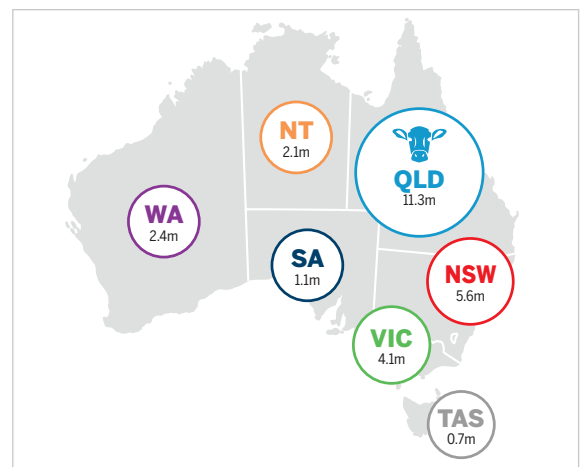 NT
2.1m
QLD
11.3m
WA
2.4m
SA
1.1m
NSW
5.6m
VIC
4.1m
TAS
0.7m